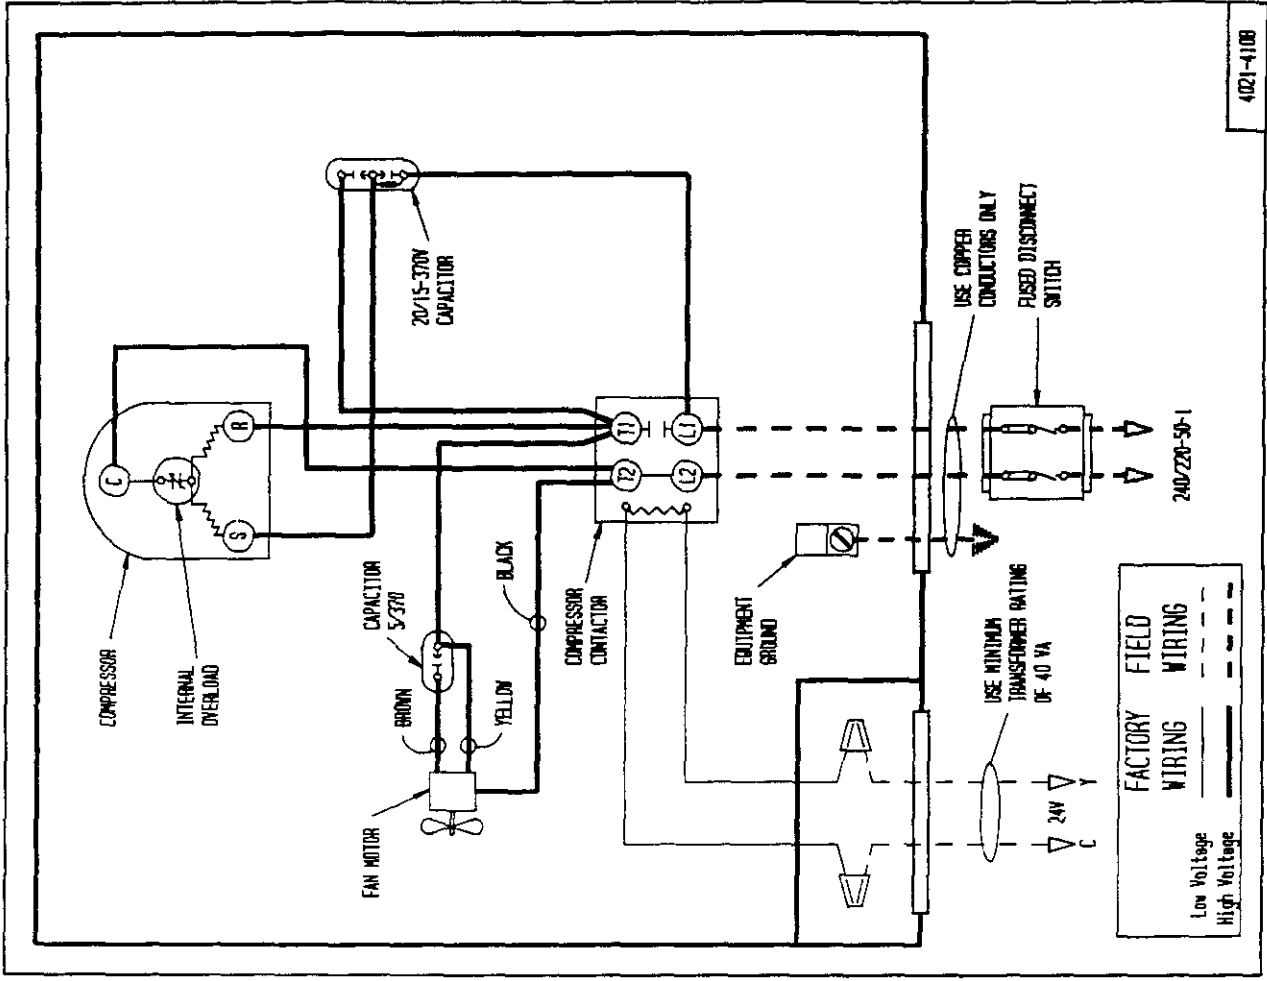 COMPRESSOR
INTERNAL
OVERLOAD
C
R
S
FAN MOTOR
BROWN
YELLOW
CAPACITOR
5/370
BLACK
20/15-370V
CAPACITOR
COMPRESSOR
CONTACTOR
T2
T1
L2
L1
EQUIPMENT
GROUND
USE COPPER
CONDUCTORS ONLY
FUSED DISCONNECT
SWITCH
USE MINIMUM
TRANSFORMER RATING
OF 40 VA
C
24V
Y
240/220-50-1
FACTORY
WIRING
FIELD
WIRING
Low Voltage
High Voltage
4021-410B